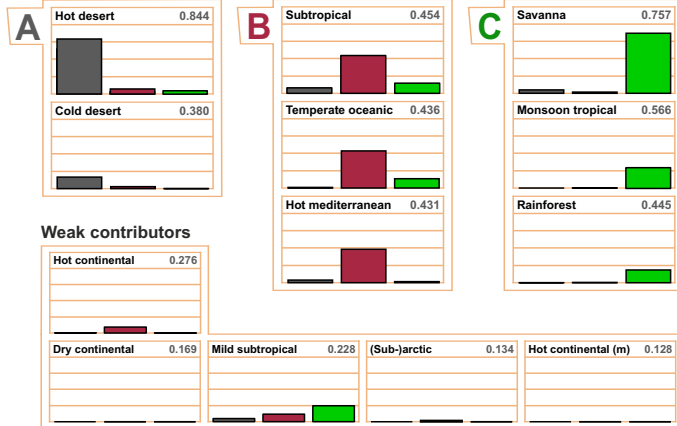 A
Hot desert 0.844
Cold desert 0.380
B
Subtropical 0.454
Temperate oceanic 0.436
Hot mediterranean 0.431
C
Savanna 0.757
Monsoon tropical 0.566
Rainforest 0.445
Weak contributors
Hot continental 0.276
Dry continental 0.169
Mild subtropical 0.228
(Sub-)arctic 0.134
Hot continental (m) 0.128